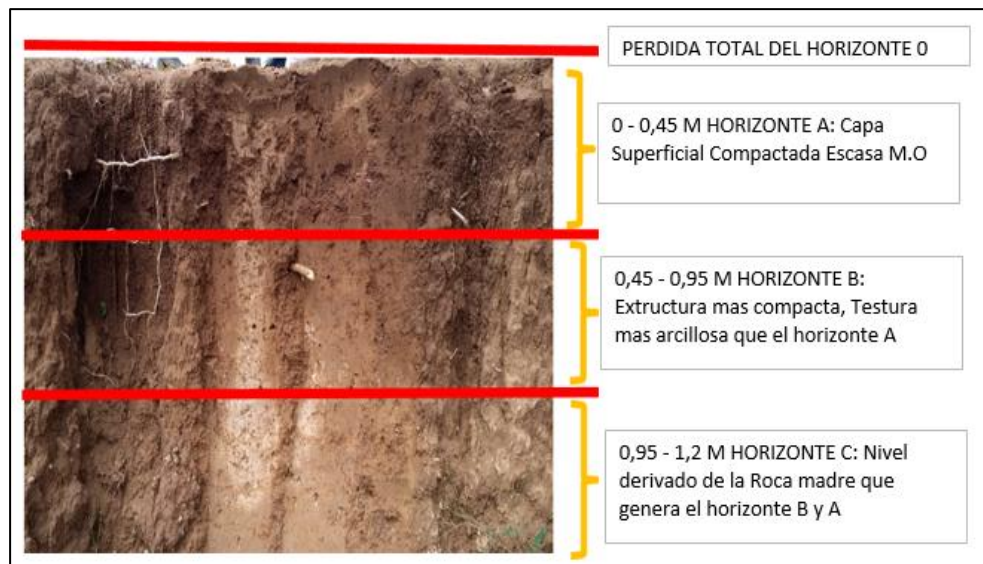 PERDIDA TOTAL DEL HORIZONTE 0
0 - 0,45 M HORIZONTE A: Capa
Superficial Compactada Escasa M.O
0,45 - 0,95 M HORIZONTE B:
Extructura mas compacta, Testura
mas arcillosa que el horizonte A
0,95 - 1,2 M HORIZONTE C: Nivel
derivado de la Roca madre que
genera el horizonte B y A